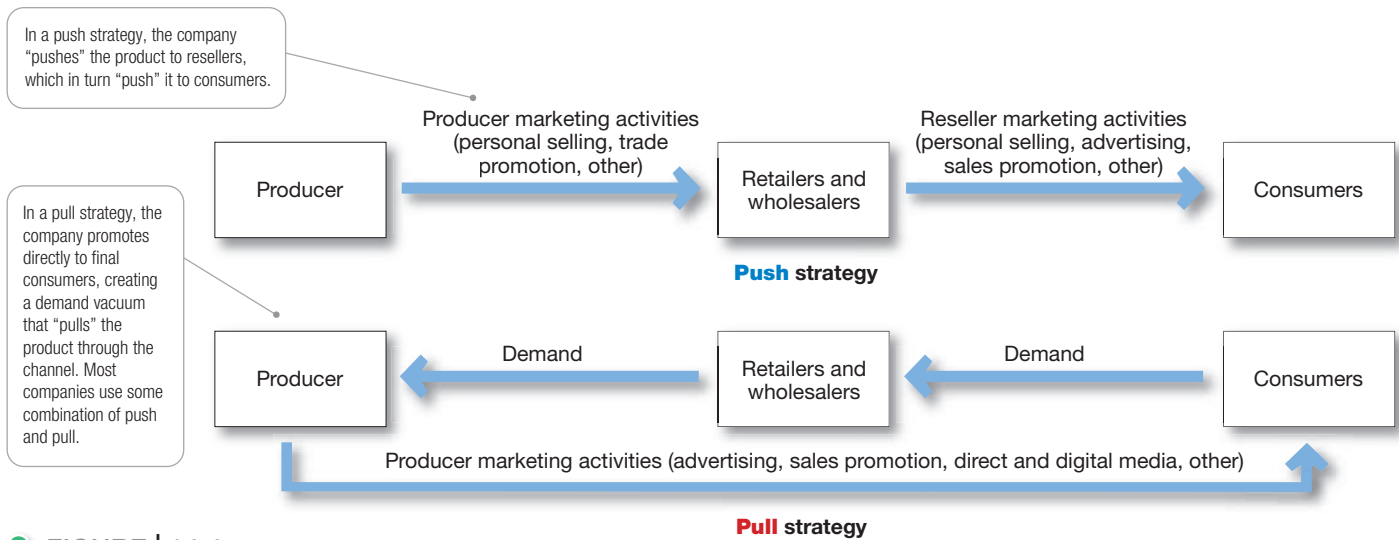 In a push strategy, the company
“pushes” the product to resellers,
which in turn “push” it to consumers.
Producer marketing activities
(personal selling, trade
promotion, other)
Reseller marketing activities
(personal selling, advertising,
sales promotion, other)
Producer
Retailers and
wholesalers
Consumers
Push strategy
In a pull strategy, the
company promotes
directly to final
consumers, creating
a demand vacuum
that “pulls” the
product through the
channel. Most
companies use some
combination of push
and pull.
Demand
Demand
Producer
Retailers and
wholesalers
Consumers
Producer marketing activities (advertising, sales promotion, direct and digital media, other)
Pull strategy
FIGURE